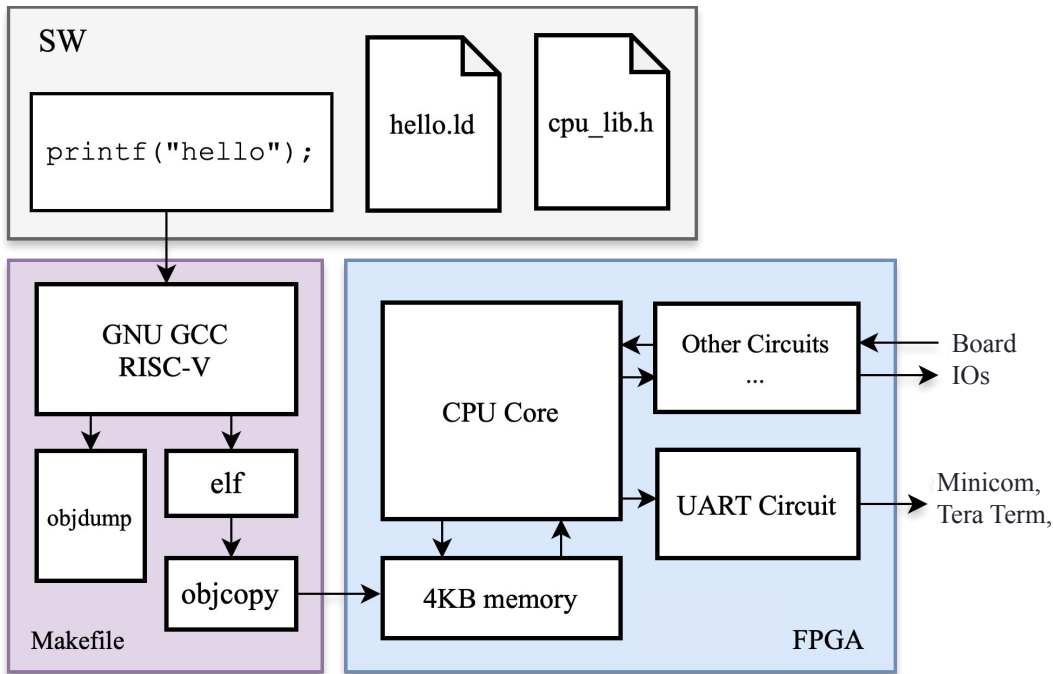 SW
printf("hello");
hello.ld
cpu_lib.h
GNU GCC
RISC-V
objdump
elf
objcopy
Makefile
CPU Core
4KB memory
Other Circuits
...
UART Circuit
FPGA
Board
IOs
Minicom,
Tera Term,